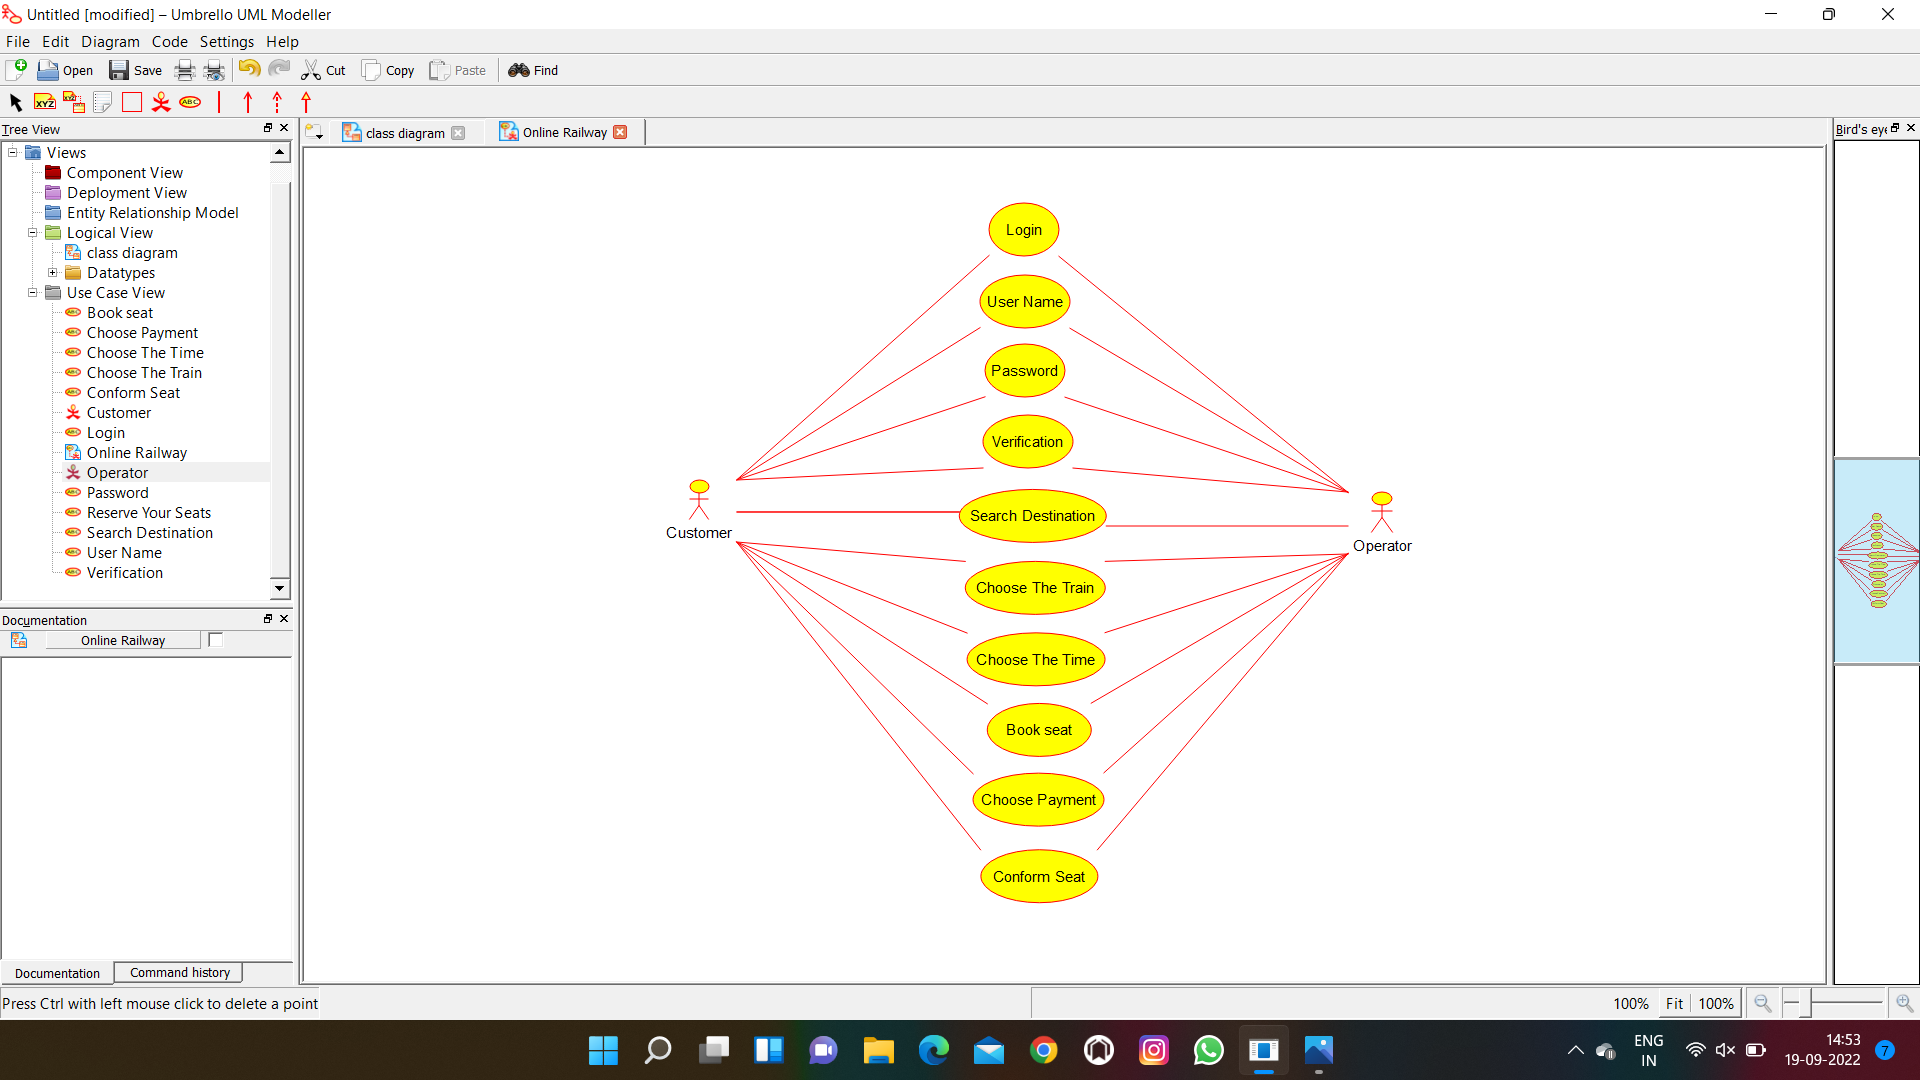 Untitled [modified] – Umbrello UML Modeller
File Edit Diagram Code Settings Help
Open Save Cut Copy Paste Find
XYZ XYZ ABC
Tree View
class diagram
Online Railway
Bird's eye
Views
Component View
Deployment View
Entity Relationship Model
Logical View
class diagram
Datatypes
Use Case View
Book seat
Choose Payment
Choose The Time
Choose The Train
Conform Seat
Customer
Login
Online Railway
Operator
Password
Reserve Your Seats
Search Destination
User Name
Verification
Documentation
Online Railway
Login
User Name
Password
Verification
Search Destination
Customer
Operator
Choose The Train
Choose The Time
Book seat
Choose Payment
Conform Seat
Documentation Command history
Press Ctrl with left mouse click to delete a point
100% Fit 100%
ENG
IN
14:53
19-09-2022
7